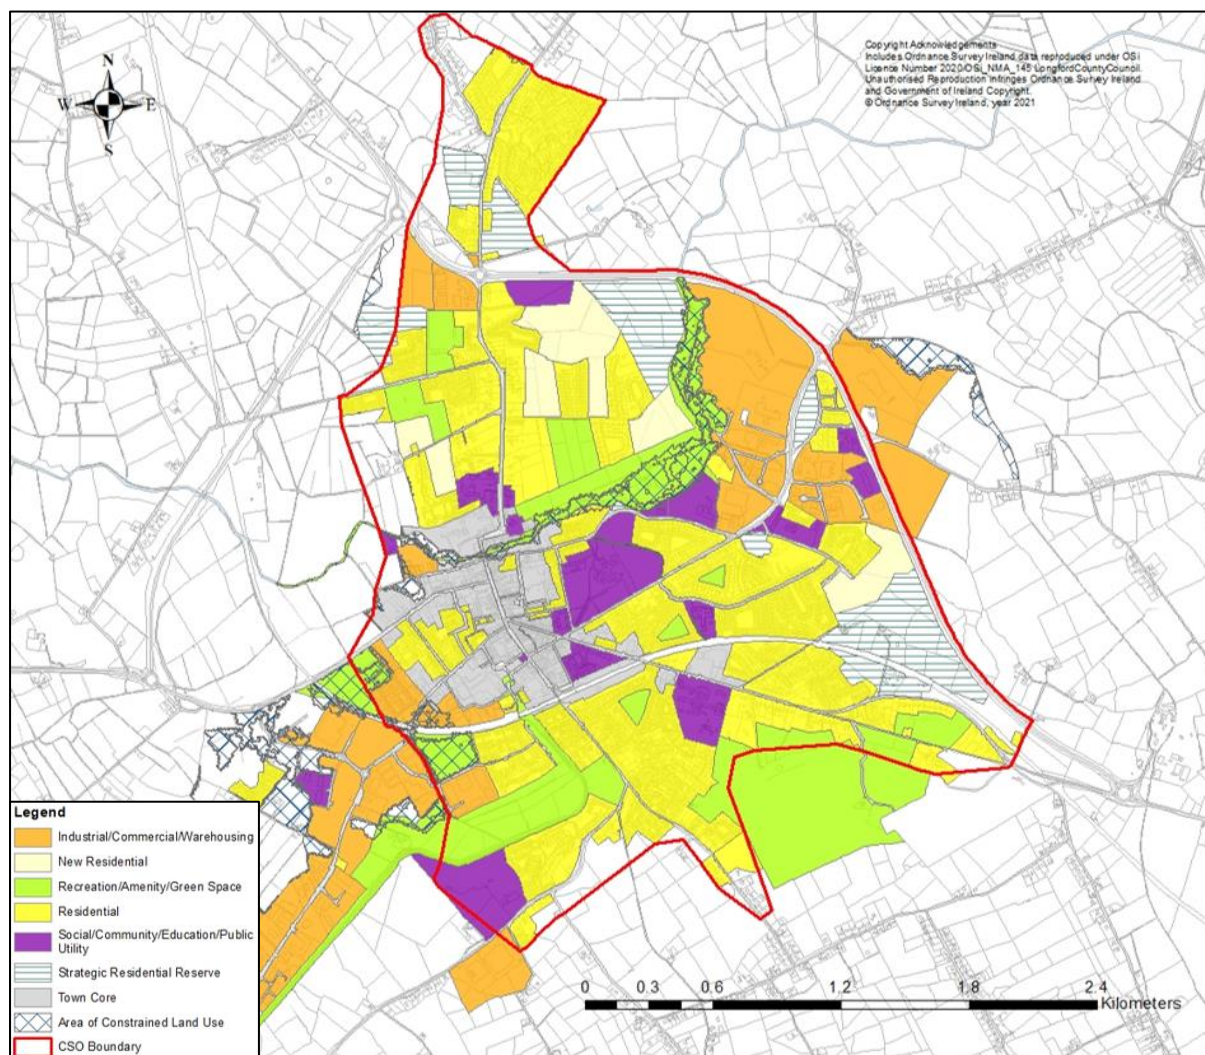 Copyright Acknowledgements
Includes Ordnance Survey Ireland data reproduced under OSi
Licence Number 2020/OSi_NMA_145 LongfordCountyCouncil.
Unauthorised Reproduction infringes Ordnance Survey Ireland
and Government of Ireland Copyright.
© Ordnance Survey Ireland, year 2021
N
W E
S
Legend
Industrial/Commercial/Warehousing
New Residential
Recreation/Amenity/Green Space
Residential
Social/Community/Education/Public
Utility
Strategic Residential Reserve
Town Core
Area of Constrained Land Use
CSO Boundary
0 0.3 0.6 1.2 1.8 2.4
Kilometers